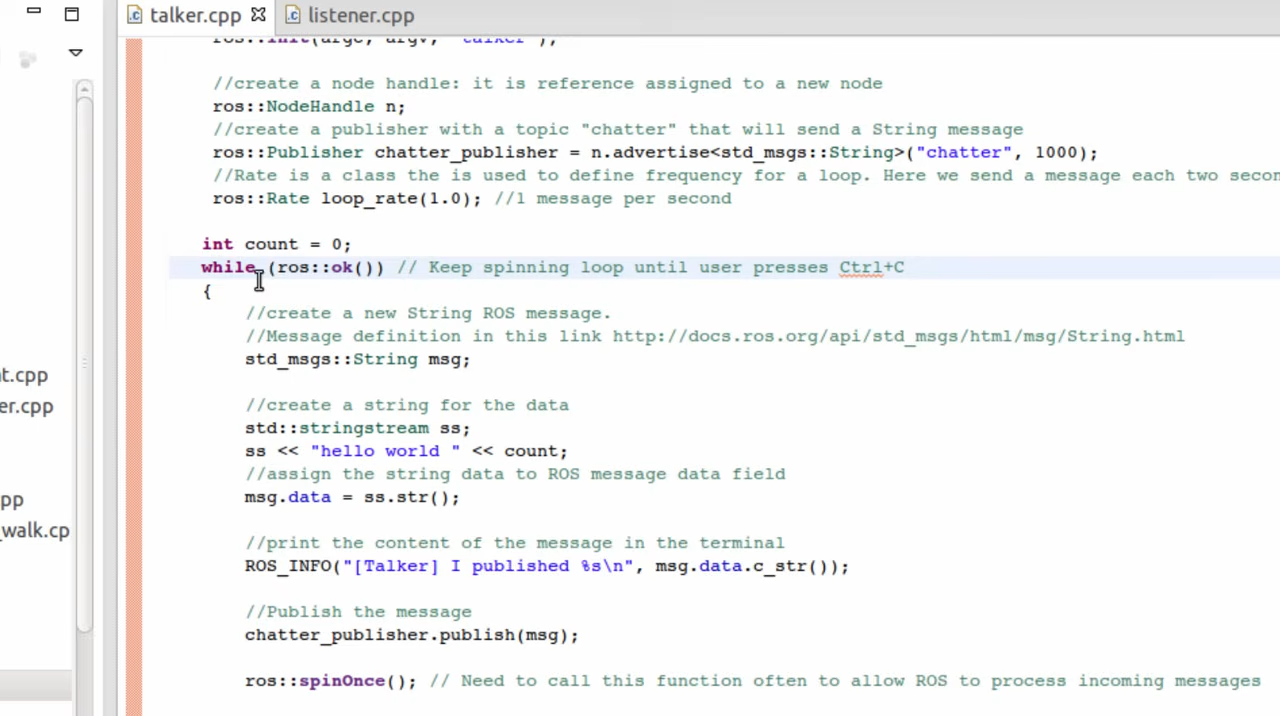 talker.cpp
listener.cpp
ros::init(argc, argv, "talker");
//create a node handle: it is reference assigned to a new node
ros::NodeHandle n;
//create a publisher with a topic "chatter" that will send a String message
ros::Publisher chatter_publisher = n.advertise<std_msgs::String>("chatter", 1000);
//Rate is a class the is used to define frequency for a loop. Here we send a message each two secon
ros::Rate loop_rate(1.0); //1 message per second
int count = 0;
while (ros::ok()) // Keep spinning loop until user presses Ctrl+C
{
//create a new String ROS message.
//Message definition in this link http://docs.ros.org/api/std_msgs/html/msg/String.html
std_msgs::String msg;
//create a string for the data
std::stringstream ss;
ss << "hello world " << count;
//assign the string data to ROS message data field
msg.data = ss.str();
//print the content of the message in the terminal
ROS_INFO("[Talker] I published %s\n", msg.data.c_str());
//Publish the message
chatter_publisher.publish(msg);
ros::spinOnce(); // Need to call this function often to allow ROS to process incoming messages
t.cpp
er.cpp
pp
_walk.cp